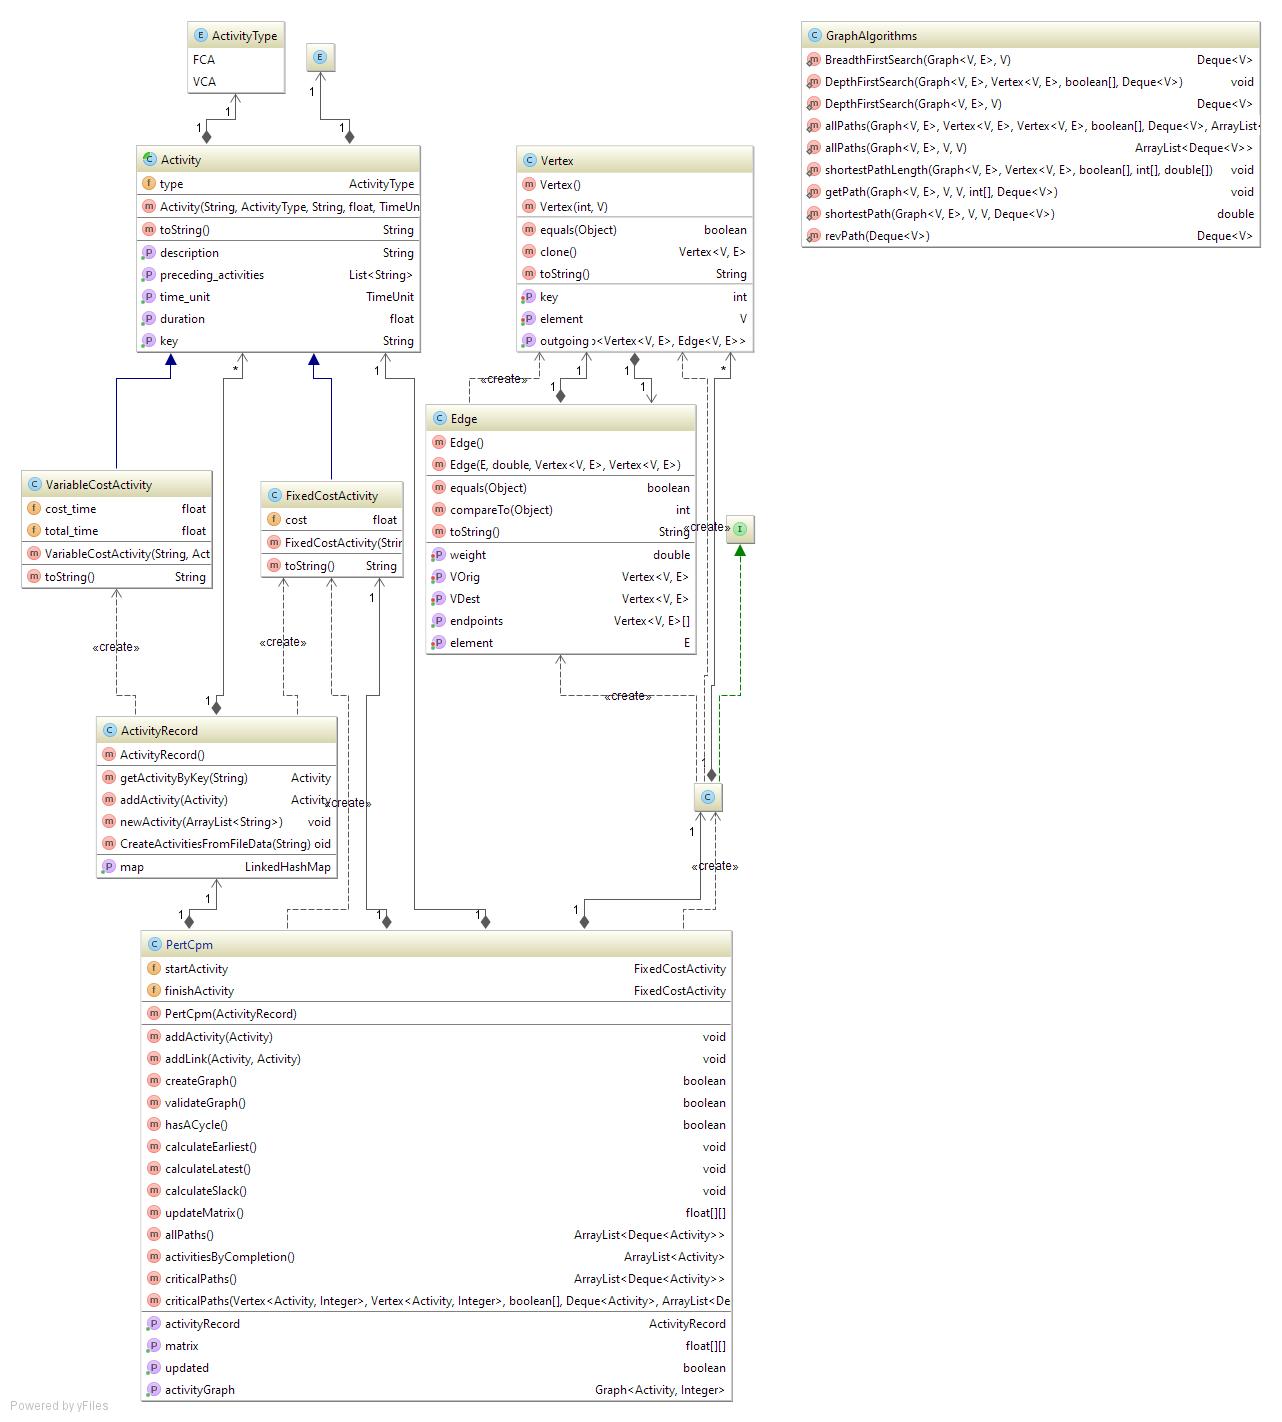 E ActivityType
FCA
VCA
E
1
1
1
1
C Activity
f type ActivityType
m Activity(String, ActivityType, String, float, TimeUn
m toString() String
P description String
P preceding_activities List<String>
P time_unit TimeUnit
P duration float
P key String
C Vertex
m Vertex()
m Vertex(int, V)
m equals(Object) boolean
m clone() Vertex<V, E>
m toString() String
P key int
P element V
P outgoing ><Vertex<V, E>, Edge<V, E>>
C GraphAlgorithms
m BreadthFirstSearch(Graph<V, E>, V) Deque<V>
m DepthFirstSearch(Graph<V, E>, Vertex<V, E>, boolean[], Deque<V>) void
m DepthFirstSearch(Graph<V, E>, V) Deque<V>
m allPaths(Graph<V, E>, Vertex<V, E>, Vertex<V, E>, boolean[], Deque<V>, ArrayList<
m allPaths(Graph<V, E>, V, V) ArrayList<Deque<V>>
m shortestPathLength(Graph<V, E>, Vertex<V, E>, boolean[], int[], double[]) void
m getPath(Graph<V, E>, V, V, int[], Deque<V>) void
m shortestPath(Graph<V, E>, V, V, Deque<V>) double
m revPath(Deque<V>) Deque<V>
*
1
«create»
1
1
1
1
*
C Edge
m Edge()
m Edge(E, double, Vertex<V, E>, Vertex<V, E>)
m equals(Object) boolean
m compareTo(Object) int
m toString() String
P weight double
P VOrig Vertex<V, E>
P VDest Vertex<V, E>
P endpoints Vertex<V, E>[]
P element E
«create»
I
C VariableCostActivity
f cost_time float
f total_time float
m VariableCostActivity(String, Act
m toString() String
C FixedCostActivity
f cost float
m FixedCostActivity(Strin
m toString() String
1
«create»
«create»
«create»
1
1
C
1
«create»
C ActivityRecord
m ActivityRecord()
m getActivityByKey(String) Activity
m addActivity(Activity) Activity
m newActivity(ArrayList<String>) void
m CreateActivitiesFromFileData(String) oid
P map LinkedHashMap
«create»
1
1
1
1
1
C PertCpm
f startActivity FixedCostActivity
f finishActivity FixedCostActivity
m PertCpm(ActivityRecord)
m addActivity(Activity) void
m addLink(Activity, Activity) void
m createGraph() boolean
m validateGraph() boolean
m hasACycle() boolean
m calculateEarliest() void
m calculateLatest() void
m calculateSlack() void
m updateMatrix() float[][]
m allPaths() ArrayList<Deque<Activity>>
m activitiesByCompletion() ArrayList<Activity>
m criticalPaths() ArrayList<Deque<Activity>>
m criticalPaths(Vertex<Activity, Integer>, Vertex<Activity, Integer>, boolean[], Deque<Activity>, ArrayList<De
P activityRecord ActivityRecord
P matrix float[][]
P updated boolean
P activityGraph Graph<Activity, Integer>
Powered by yFiles